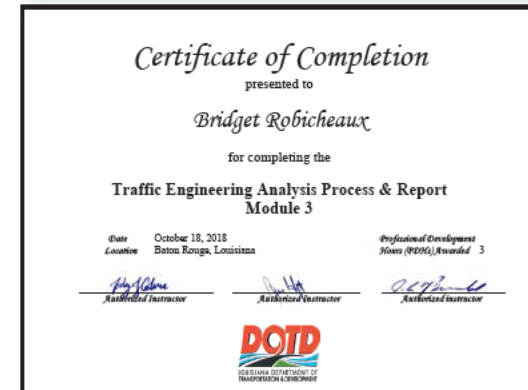 Certificate of Completion
presented to
Bridget Robicheaux
for completing the
Traffic Engineering Analysis Process & Report
Module 3
Date October 18, 2018
Location Baton Rouge, Louisiana
Professional Development
Hours (PDHs) Awarded 3
Authorized Instructor
Authorized Instructor
Authorized Instructor
DOTD
LOUISIANA DEPARTMENT OF
TRANSPORTATION & DEVELOPMENT